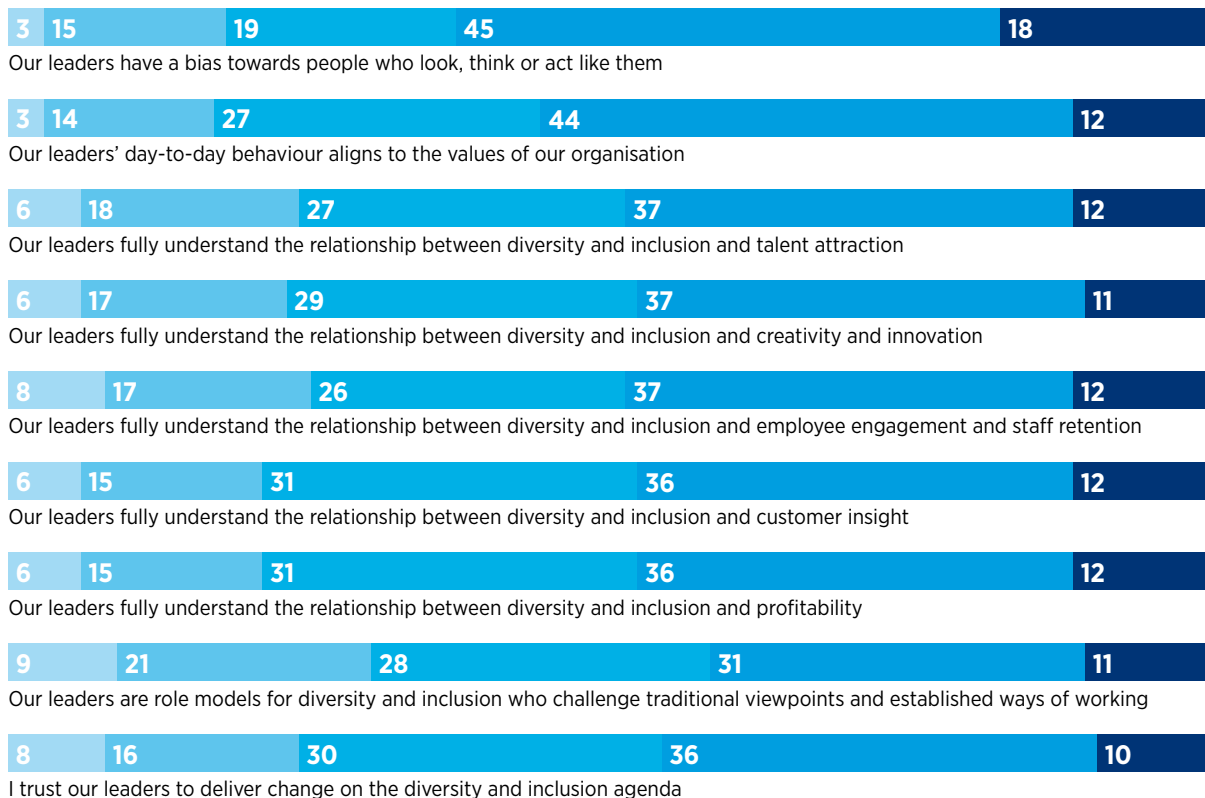 3 15 19 45 18
Our leaders have a bias towards people who look, think or act like them
3 14 27 44 12
Our leaders’ day-to-day behaviour aligns to the values of our organisation
6 18 27 37 12
Our leaders fully understand the relationship between diversity and inclusion and talent attraction
6 17 29 37 11
Our leaders fully understand the relationship between diversity and inclusion and creativity and innovation
8 17 26 37 12
Our leaders fully understand the relationship between diversity and inclusion and employee engagement and staff retention
6 15 31 36 12
Our leaders fully understand the relationship between diversity and inclusion and customer insight
6 15 31 36 12
Our leaders fully understand the relationship between diversity and inclusion and profitability
9 21 28 31 11
Our leaders are role models for diversity and inclusion who challenge traditional viewpoints and established ways of working
8 16 30 36 10
I trust our leaders to deliver change on the diversity and inclusion agenda